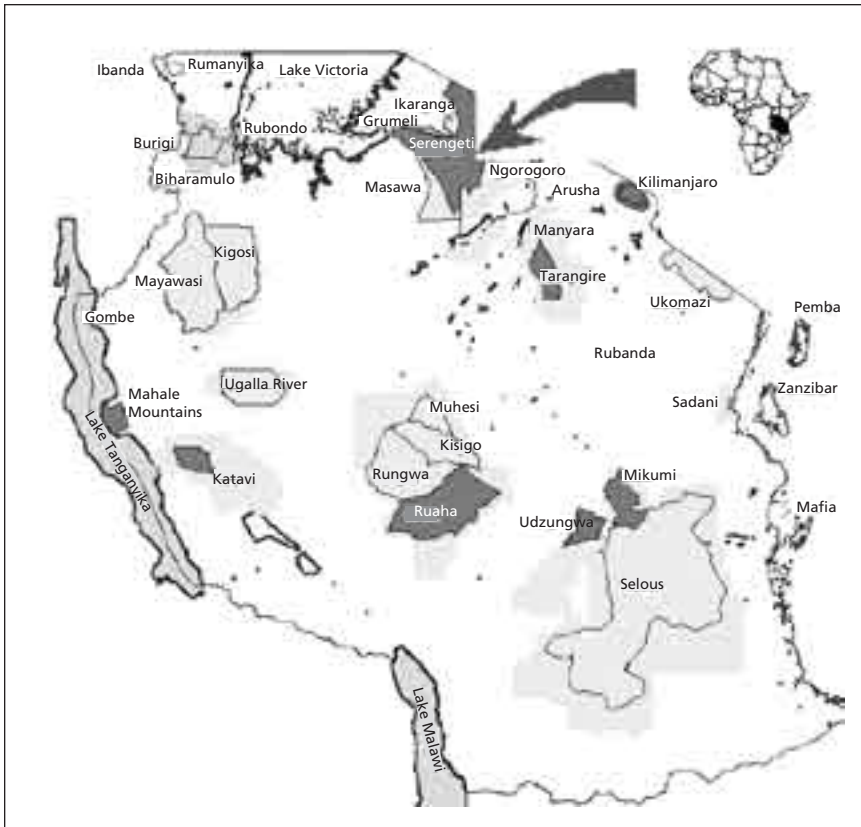 Ibanda
Rumanyika
Lake Victoria
Ikaranga
Grumeli
Rubondo
Serengeti
Burigi
Biharamulo
Masawa
Ngorogoro
Arusha
Kilimanjaro
Manyara
Kigosi
Mayawasi
Tarangire
Ukomazi
Gombe
Pemba
Rubanda
Ugalla River
Mahale
Mountains
Muhesi
Sadani
Zanzibar
Kisigo
Lake Tanganyika
Katavi
Rungwa
Mikumi
Ruaha
Udzungwa
Mafia
Selous
Lake Malawi